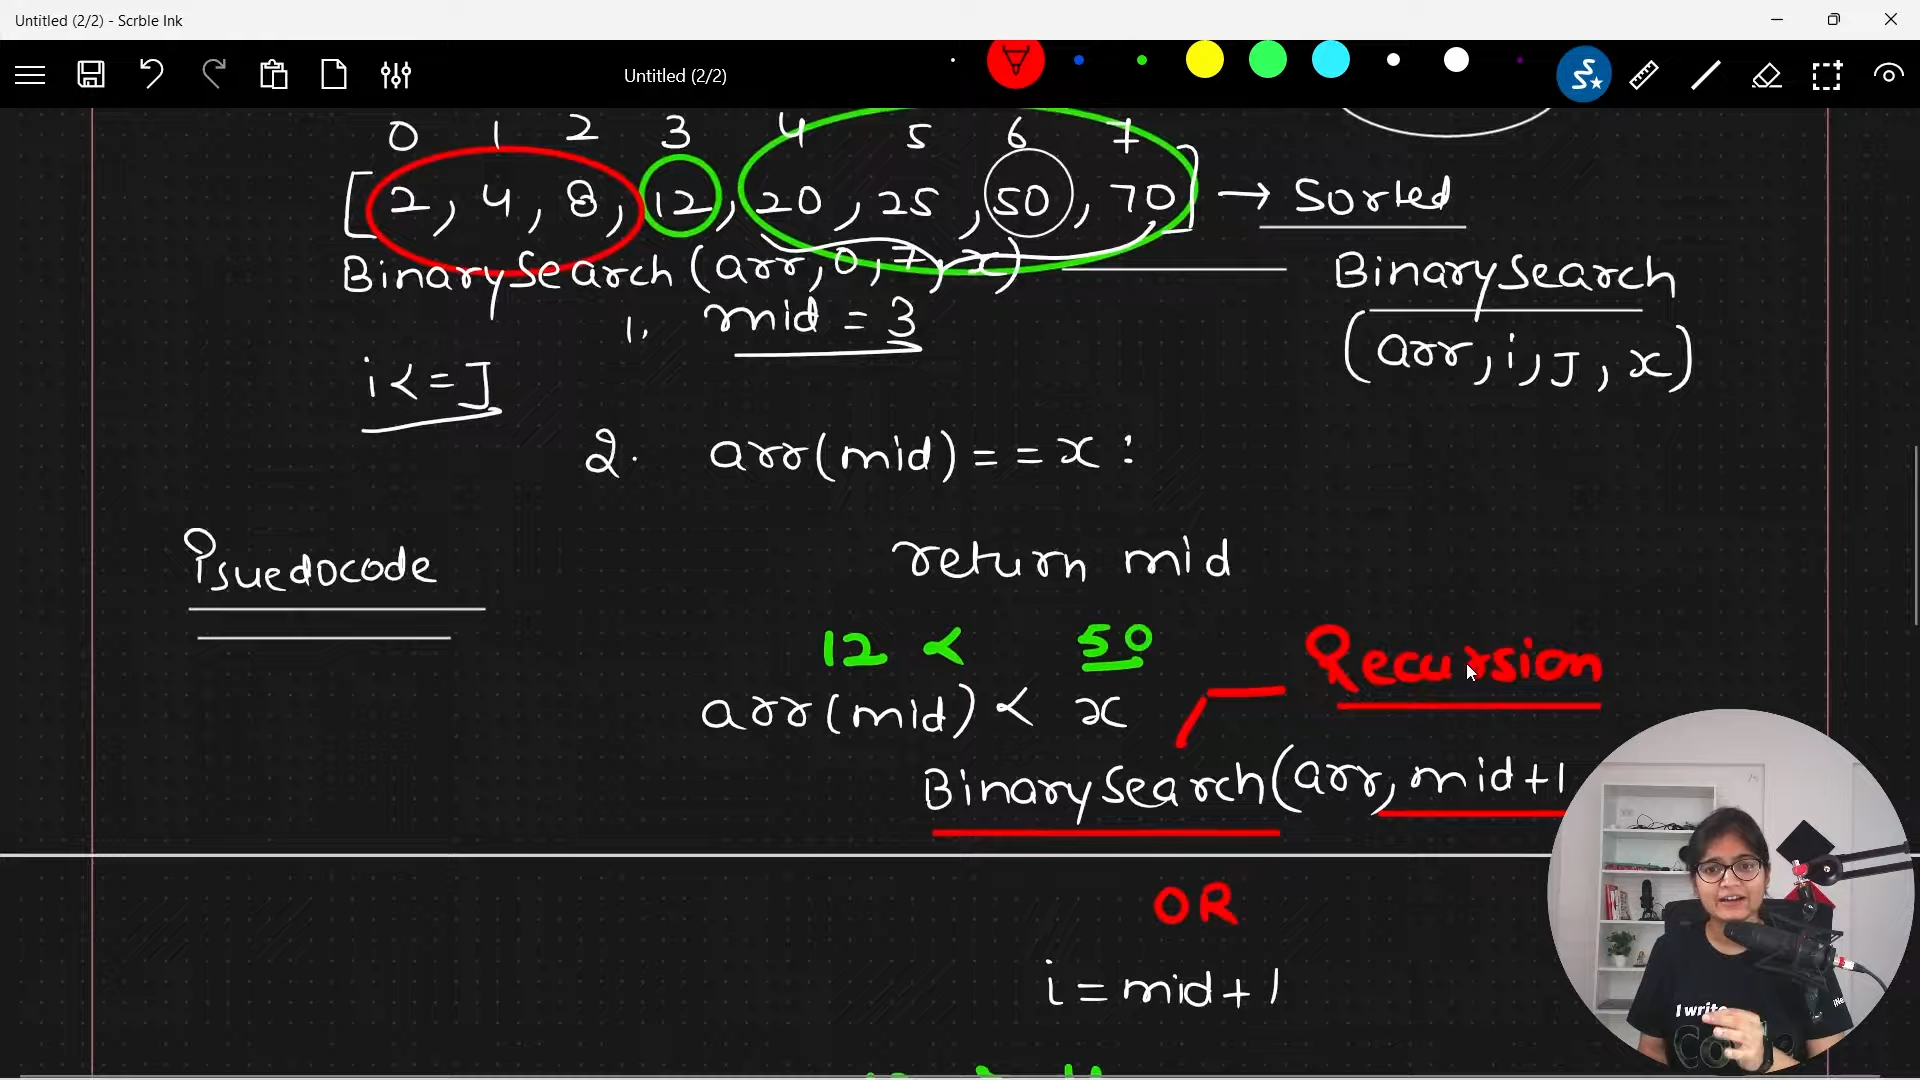 Untitled (2/2) - Scrble Ink
Untitled (2/2)
0 1 2 3 4 5 6 7
[2, 4, 8, 12, 20, 25, 50, 70] → Sorted
BinarySearch (arr, 0, 7, x)
BinarySearch
(arr, i, J, x)
1. mid = 3
i <= J
2. arr(mid) == x :
Psuedocode
return mid
12 < 50
Recursion
arr(mid) < x
BinarySearch(arr, mid+1
OR
i = mid + 1
I write
Code